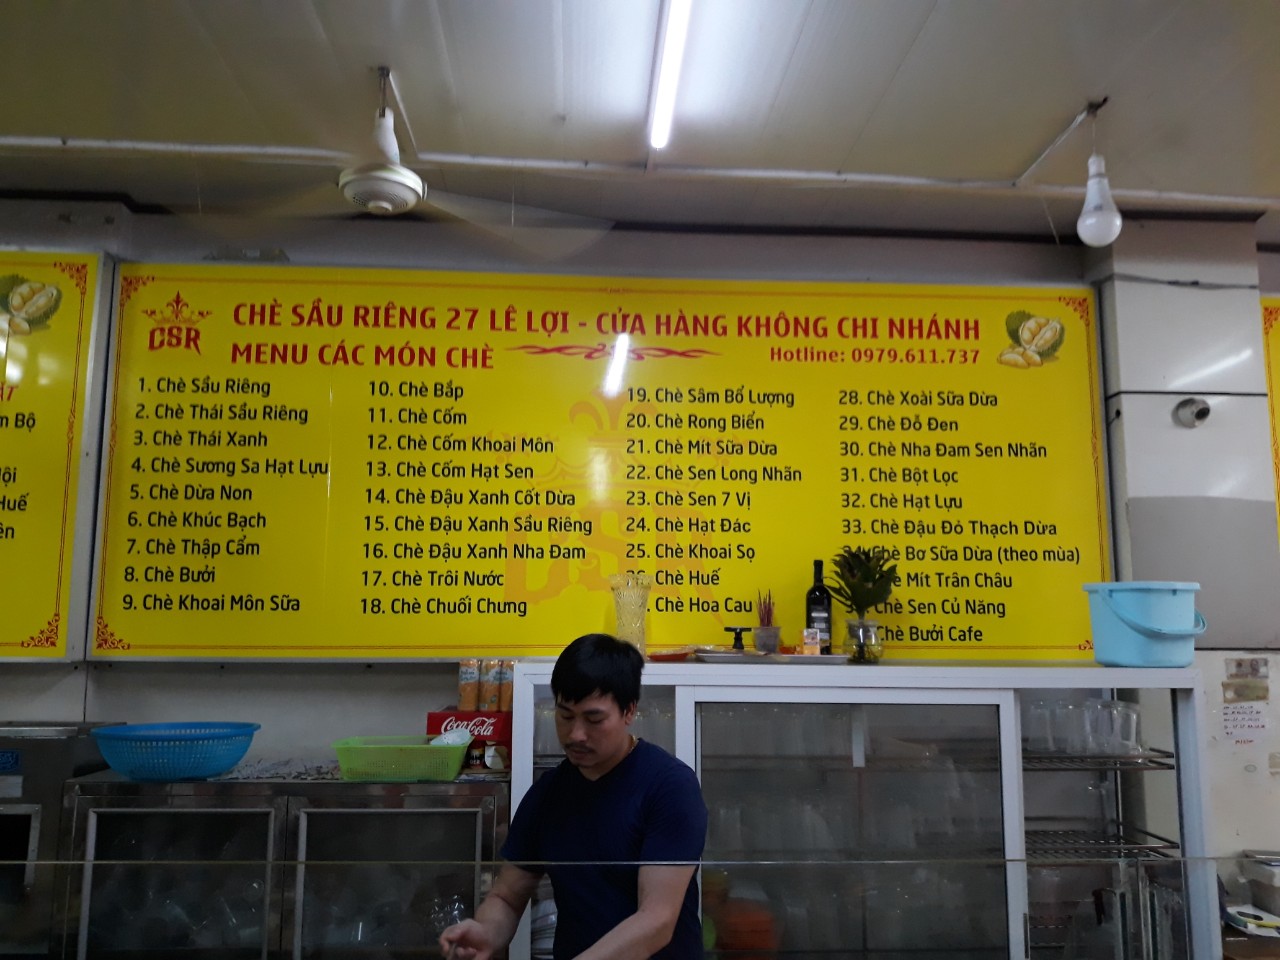 CSR
CHÈ SẦU RIÊNG 27 LÊ LỢI - CỬA HÀNG KHÔNG CHI NHÁNH
MENU CÁC MÓN CHÈ
Hotline: 0979.611.737
1. Chè Sầu Riêng
2. Chè Thái Sầu Riêng
3. Chè Thái Xanh
4. Chè Sương Sa Hạt Lựu
5. Chè Dừa Non
6. Chè Khúc Bạch
7. Chè Thập Cẩm
8. Chè Bưởi
9. Chè Khoai Môn Sữa
10. Chè Bắp
11. Chè Cốm
12. Chè Cốm Khoai Môn
13. Chè Cốm Hạt Sen
14. Chè Đậu Xanh Cốt Dừa
15. Chè Đậu Xanh Sầu Riêng
16. Chè Đậu Xanh Nha Đam
17. Chè Trôi Nước
18. Chè Chuối Chưng
19. Chè Sâm Bổ Lượng
20. Chè Rong Biển
21. Chè Mít Sữa Dừa
22. Chè Sen Long Nhãn
23. Chè Sen 7 Vị
24. Chè Hạt Đác
25. Chè Khoai Sọ
26. Chè Huế
Chè Hoa Cau
28. Chè Xoài Sữa Dừa
29. Chè Đỗ Đen
30. Chè Nha Đam Sen Nhãn
31. Chè Bột Lọc
32. Chè Hạt Lựu
33. Chè Đậu Đỏ Thạch Dừa
Chè Bơ Sữa Dừa (theo mùa)
Mít Trân Châu
Chè Sen Củ Năng
Chè Bưởi Cafe
CSR
Bộ
Huế
Coca-Cola